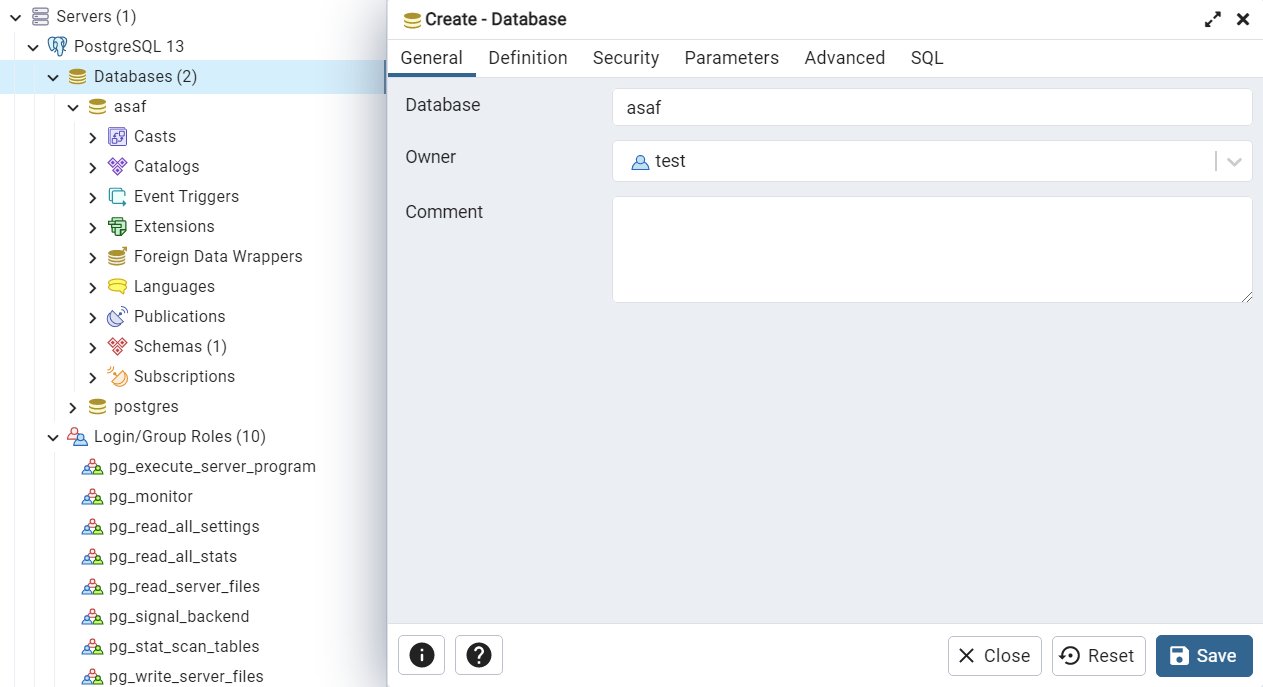 Servers (1)
PostgreSQL 13
Databases (2)
asaf
Casts
Catalogs
Event Triggers
Extensions
Foreign Data Wrappers
Languages
Publications
Schemas (1)
Subscriptions
postgres
Login/Group Roles (10)
pg_execute_server_program
pg_monitor
pg_read_all_settings
pg_read_all_stats
pg_read_server_files
pg_signal_backend
pg_stat_scan_tables
pg_write_server_files
Create - Database
General Definition Security Parameters Advanced SQL
Database asaf
Owner test
Comment
Close Reset Save